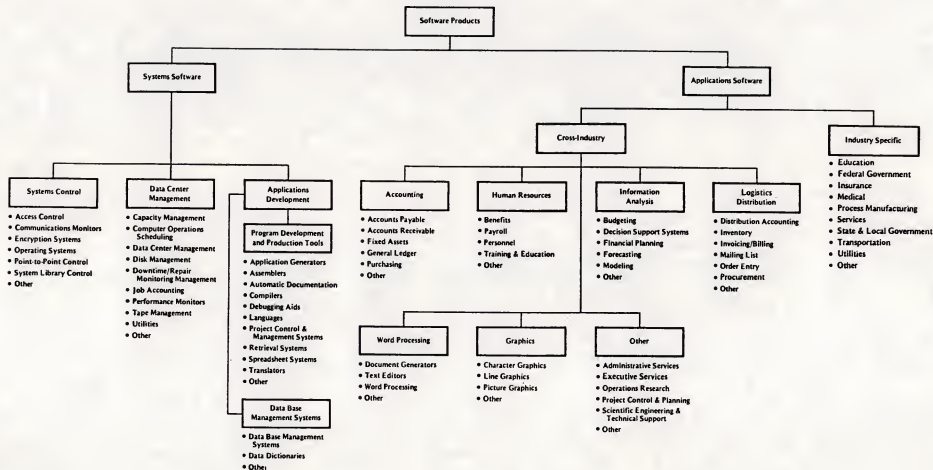 Software Products
Systems Software
Applications Software
Cross-Industry
Industry Specific
• Education
• Federal Government
• Insurance
• Medical
• Process Manufacturing
• Services
• State & Local Government
• Transportation
• Utilities
• Other
Systems Control
• Access Control
• Communications Monitors
• Encryption Systems
• Operating Systems
• Point-to-Point Control
• System Library Control
• Other
Data Center
Management
• Capacity Management
• Computer Operations
Scheduling
• Data Center Management
• Disk Management
• Downtime/Repair
Monitoring Management
• Job Accounting
• Performance Monitors
• Tape Management
• Utilities
• Other
Applications
Development
Program Development
and Production Tools
• Application Generators
• Assemblers
• Automatic Documentation
• Compilers
• Debugging Aids
• Languages
• Project Control &
Management Systems
• Retrieval Systems
• Spreadsheet Systems
• Translators
• Other
Data Base
Management Systems
• Data Base Management
Systems
• Data Dictionaries
• Other
Accounting
• Accounts Payable
• Accounts Receivable
• Fixed Assets
• General Ledger
• Purchasing
• Other
Human Resources
• Benefits
• Payroll
• Personnel
• Training & Education
• Other
Information
Analysis
• Budgeting
• Decision Support Systems
• Financial Planning
• Forecasting
• Modeling
• Other
Logistics
Distribution
• Distribution Accounting
• Inventory
• Invoicing/Billing
• Mailing List
• Order Entry
• Procurement
• Other
Word Processing
• Document Generators
• Text Editors
• Word Processing
• Other
Graphics
• Character Graphics
• Line Graphics
• Picture Graphics
• Other
Other
• Administrative Services
• Executive Services
• Operations Research
• Project Control & Planning
• Scientific Engineering &
Technical Support
• Other